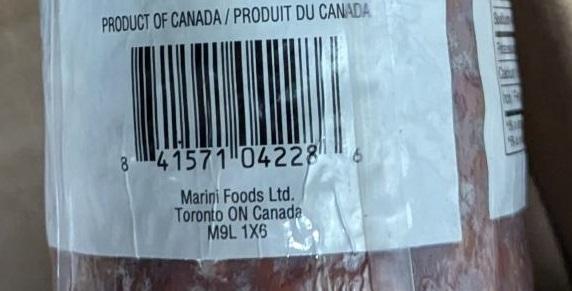 PRODUCT OF CANADA / PRODUIT DU CANADA
8 41571 04228 6
Marini Foods Ltd.
Toronto ON Canada
M9L 1X6